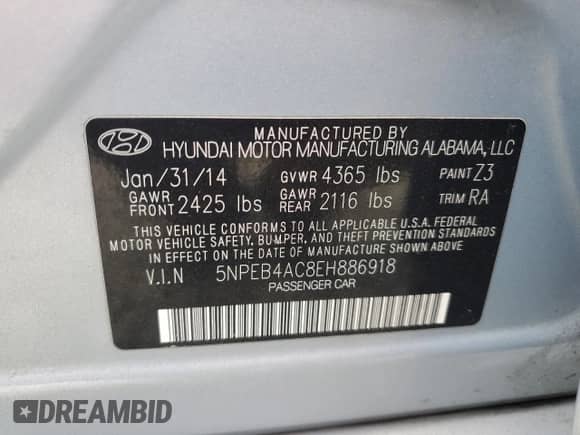 MANUFACTURED BY
HYUNDAI MOTOR MANUFACTURING ALABAMA, LLC
Jan/31/14 GVWR 4365 lbs PAINT Z3
GAWR FRONT 2425 lbs GAWR REAR 2116 lbs TRIM RA
THIS VEHICLE CONFORMS TO ALL APPLICABLE U.S.A. FEDERAL
MOTOR VEHICLE SAFETY, BUMPER, AND THEFT PREVENTION STANDARDS
IN EFFECT ON THE DATE OF MANUFACTURE SHOWN ABOVE.
V.I.N 5NPEB4AC8EH886918
PASSENGER CAR
DREAMBID